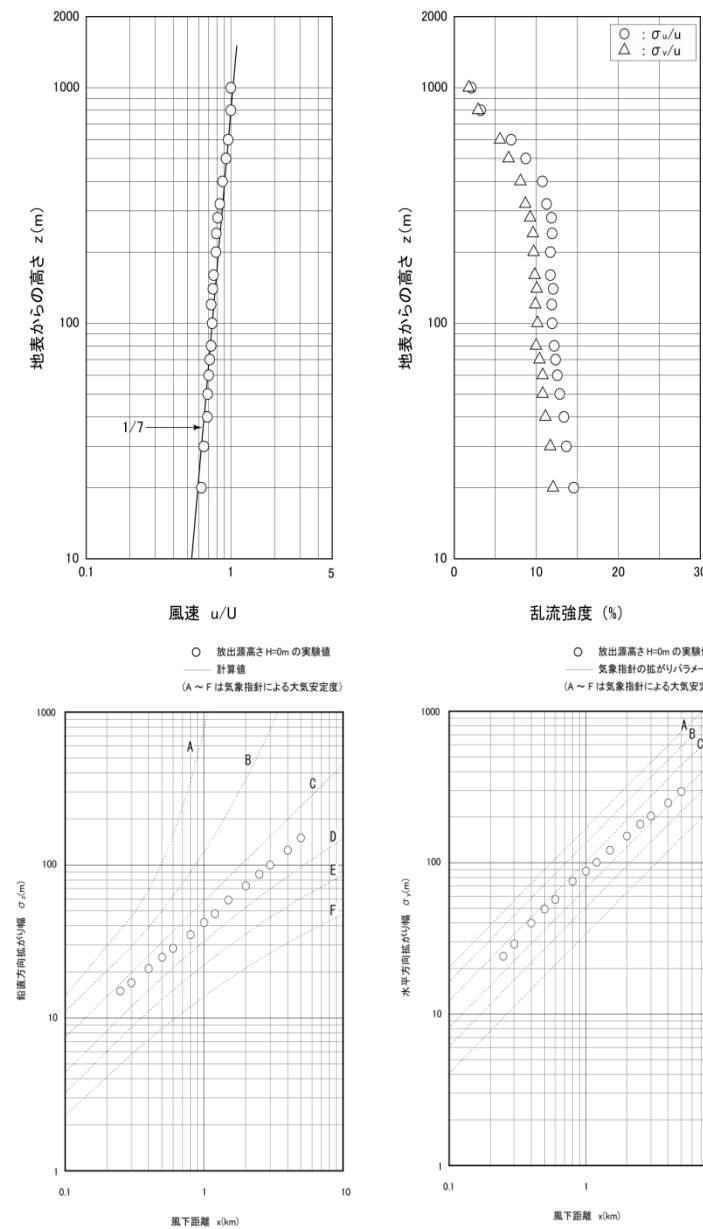 2000
1000
100
10
地表からの高さ z(m)
1/7
0.1
1
5
風速 u/U
2000
1000
100
10
地表からの高さ z(m)
○ : σu/u
△ : σv/u
0
10
20
30
乱流強度 (%)
○ 放出源高さ H=0m の実験値
計算値
(A ~ F は気象指針による大気安定度)
1000
100
10
1
鉛直方向拡がり幅 σz(m)
A
B
C
D
E
F
0.1
1
10
風下距離 x(km)
○ 放出源高さ H=0m の実験値
気象指針の拡がりパラメー
(A ~ F は気象指針による大気安定
1000
100
10
1
水平方向拡がり幅 σy(m)
A
B
C
0.1
1
風下距離 x(km)